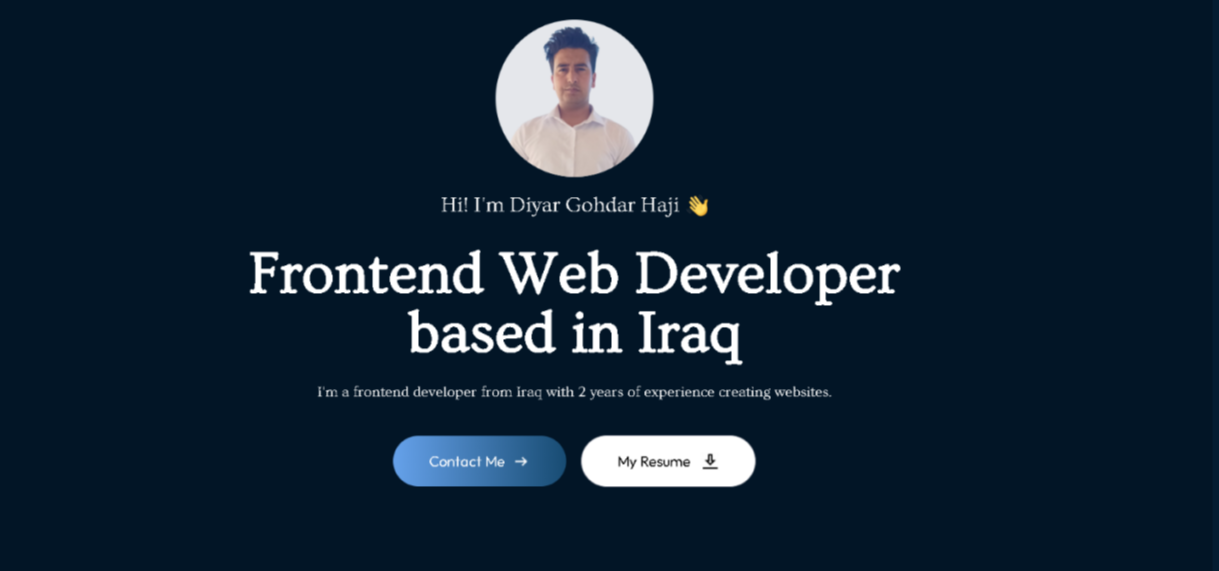 Hi! I'm Diyar Gohdar Haji 👋
Frontend Web Developer
based in Iraq
I'm a frontend developer from Iraq with 2 years of experience creating websites.
Contact Me →
My Resume